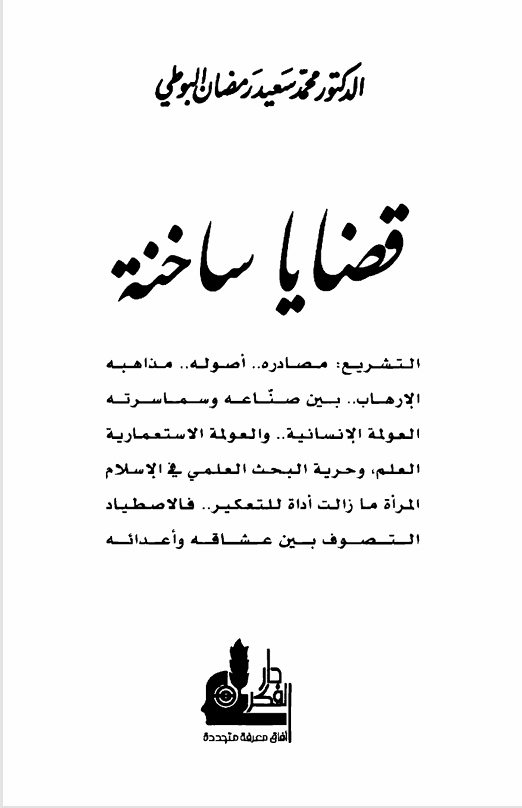 الدكتور محمد سعيد رمضان البوطي
قضايا ساخنة
التشريع: مصادره.. أصوله.. مذاهبه
الإرهاب.. بين صنّاعه وسماسرته
العولمة الإنسانية.. والعولمة الاستعمارية
العلم، وحرية البحث العلمي في الإسلام
المرأة ما زالت أداة للتعكير.. فالاصطياد
التصوف بين عشاقه وأعدائه
دار
الفكر
آفاق معرفة متجددة